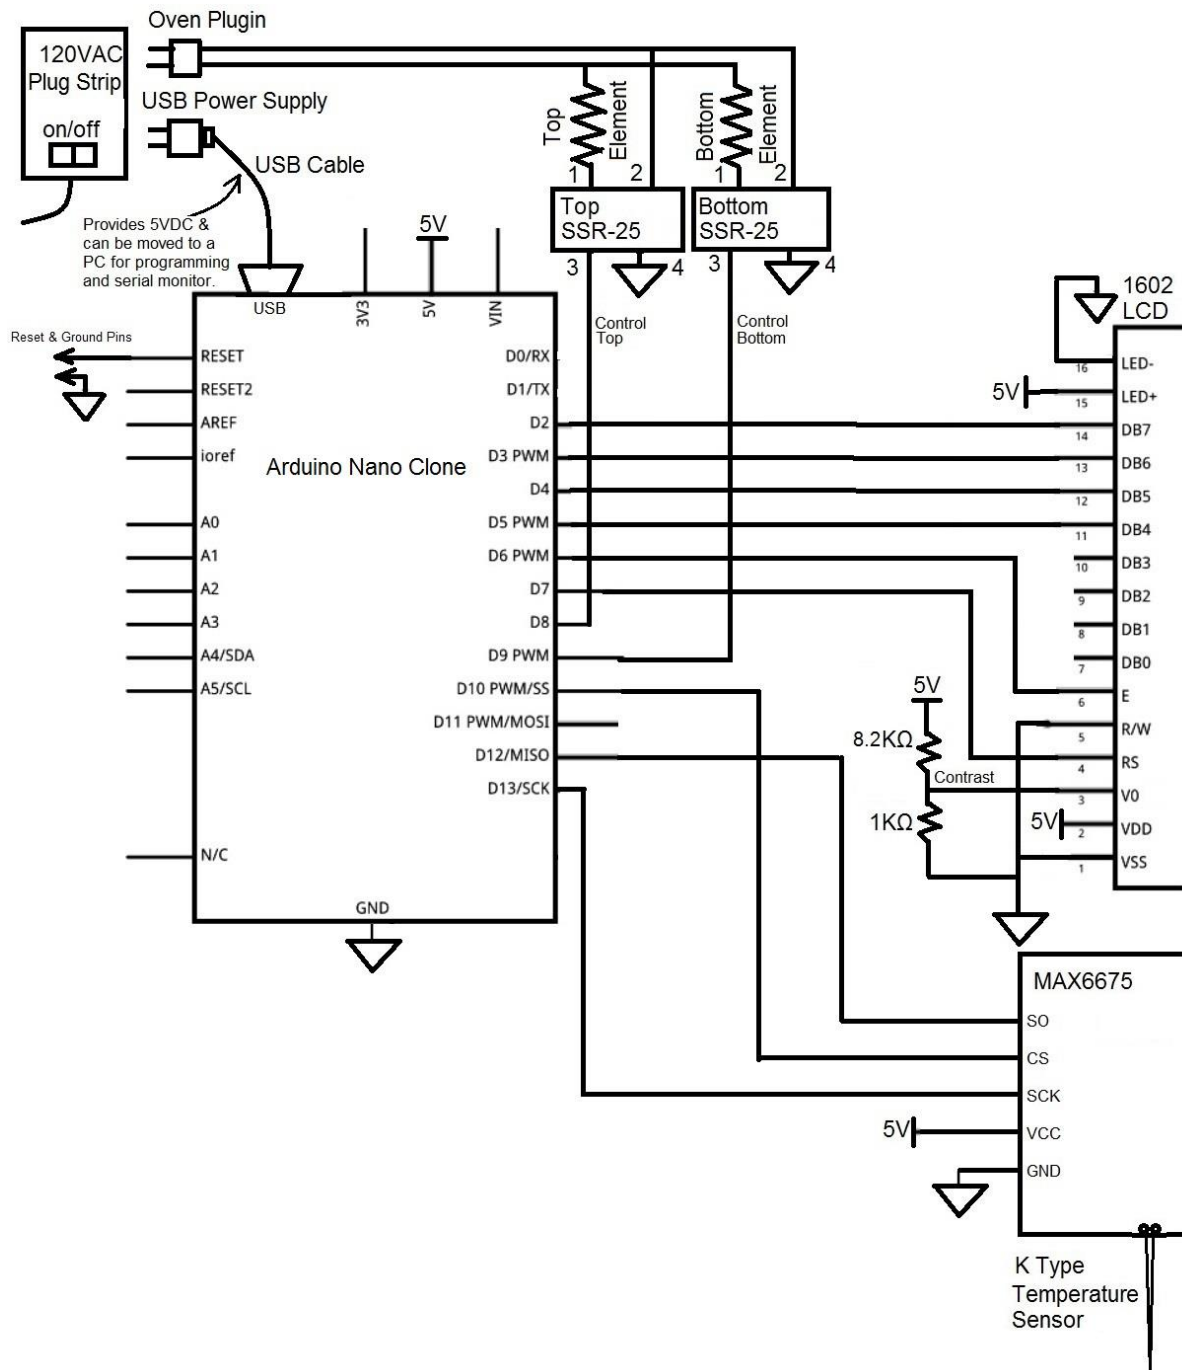 Oven Plugin
120VAC
Plug Strip
on/off
USB Power Supply
USB Cable
Provides 5VDC &
can be moved to a
PC for programming
and serial monitor.
Top
Element
Bottom
Element
1
2
1
2
Top
SSR-25
Bottom
SSR-25
3
4
3
4
Control
Top
Control
Bottom
5V
USB
3V3
5V
VIN
Reset & Ground Pins
RESET
RESET2
AREF
ioref
A0
A1
A2
A3
A4/SDA
A5/SCL
N/C
Arduino Nano Clone
D0/RX
D1/TX
D2
D3 PWM
D4
D5 PWM
D6 PWM
D7
D8
D9 PWM
D10 PWM/SS
D11 PWM/MOSI
D12/MISO
D13/SCK
GND
1602
LCD
16 LED-
5V
15 LED+
14 DB7
13 DB6
12 DB5
11 DB4
10 DB3
9 DB2
8 DB1
7 DB0
6 E
5 R/W
4 RS
3 V0
5V
2 VDD
1 VSS
5V
8.2KΩ
Contrast
1KΩ
MAX6675
SO
CS
SCK
5V
VCC
GND
K Type
Temperature
Sensor